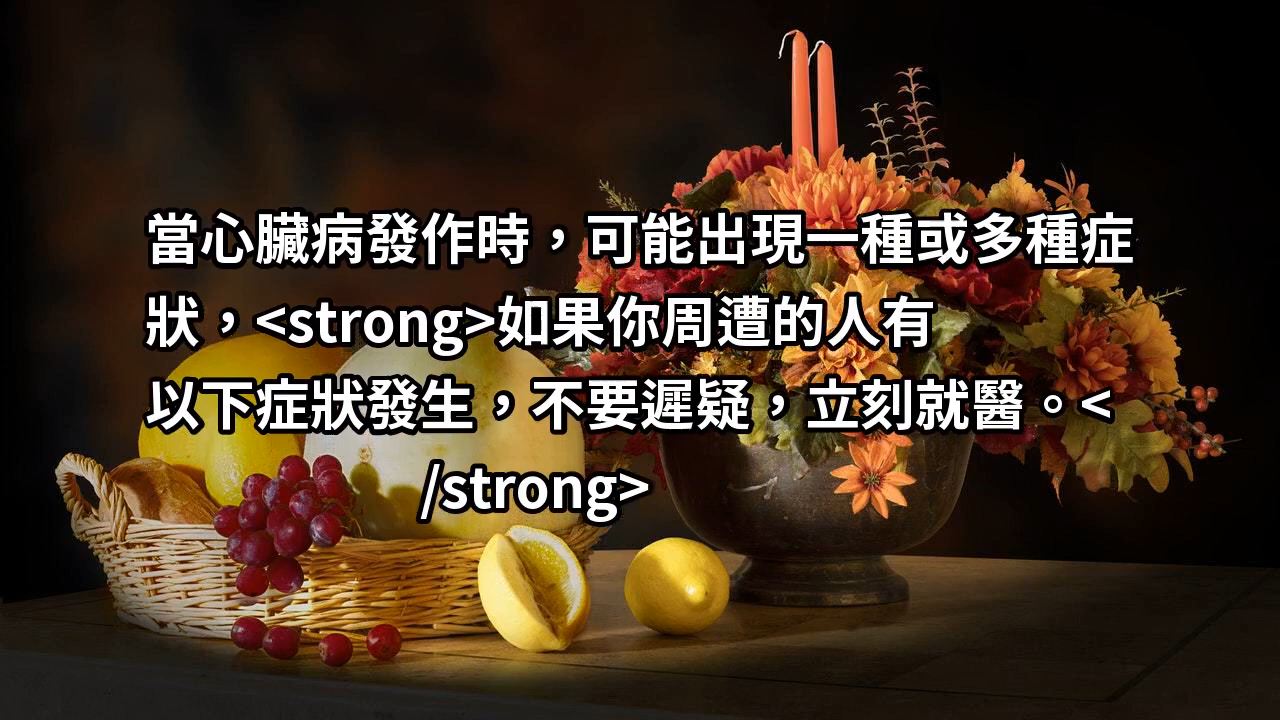 當心臟病發作時，可能出現一種或多種症
狀，<strong>如果你周遭的人有
以下症狀發生，不要遲疑，立刻就醫。<
/strong>